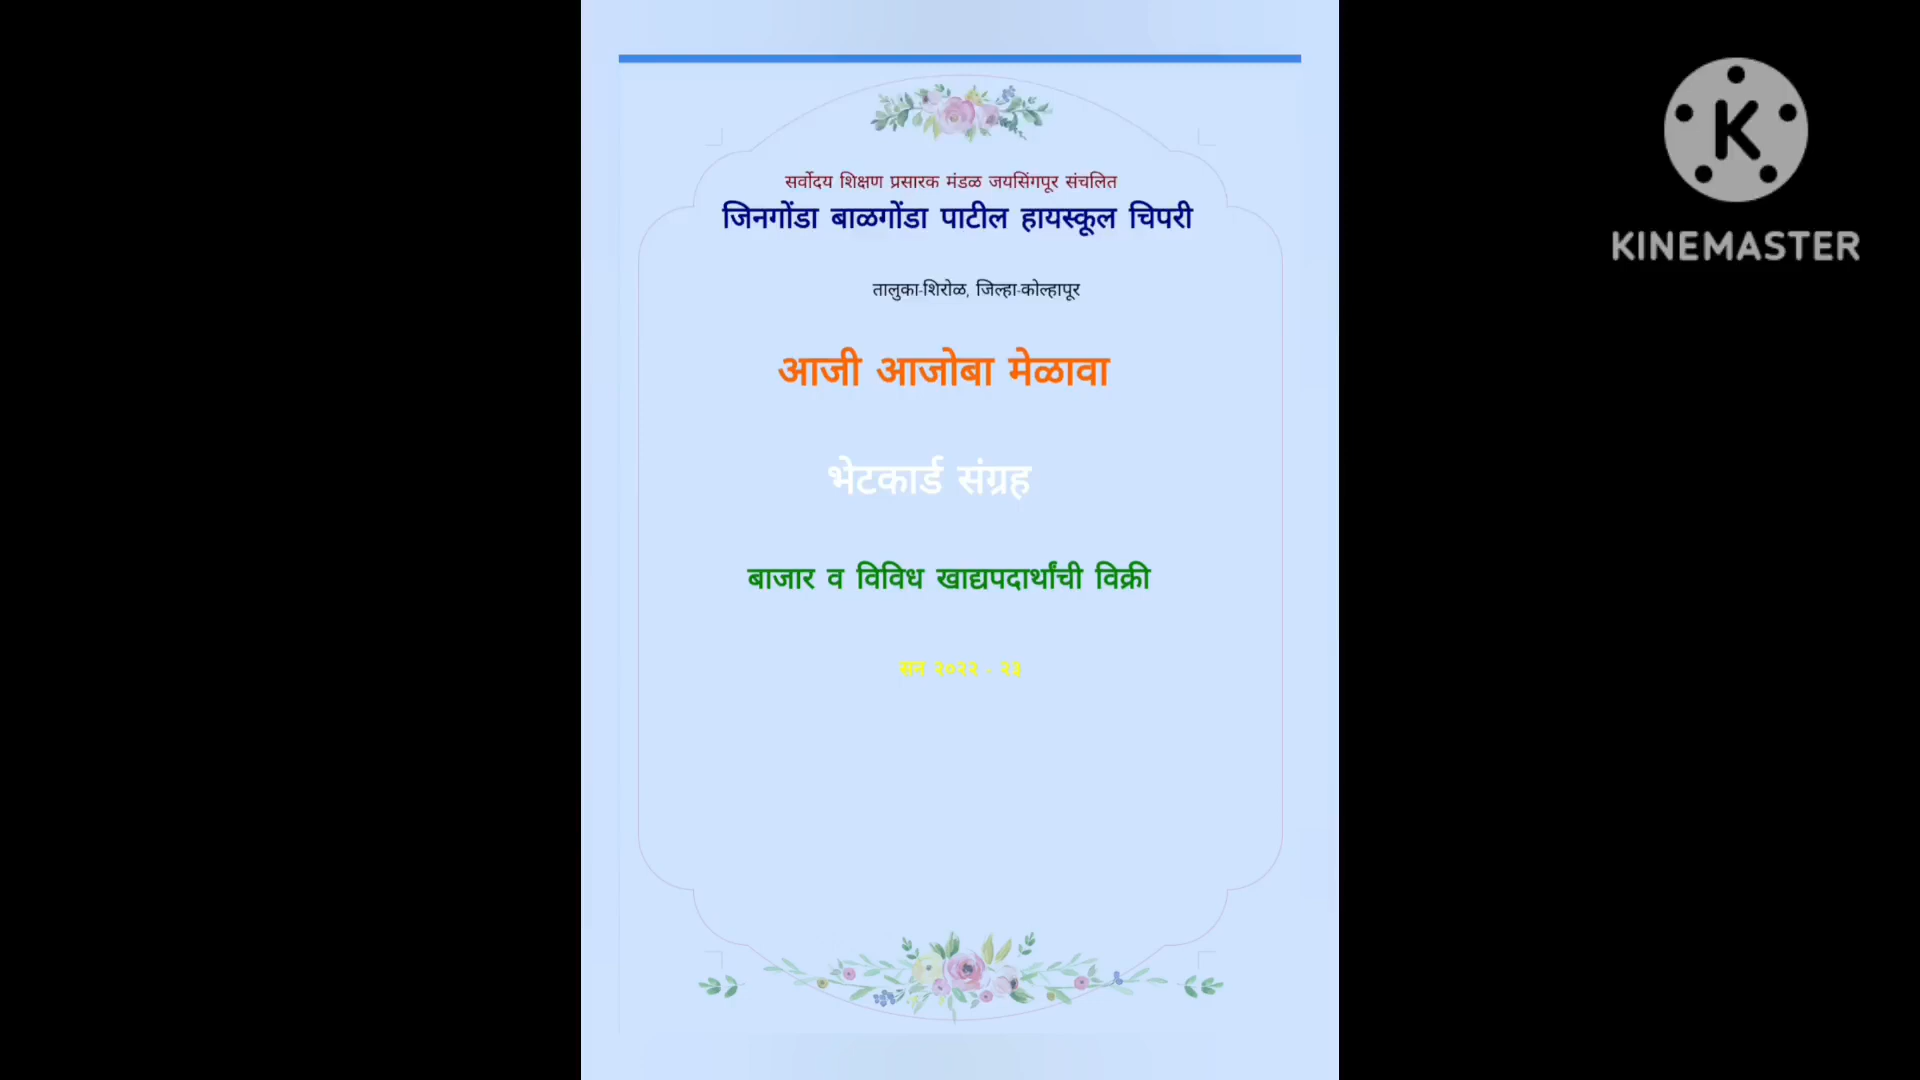 सर्वोदय शिक्षण प्रसारक मंडळ जयसिंगपूर संचलित
जिनगोंडा बाळगोंडा पाटील हायस्कूल चिपरी
तालुका-शिरोळ, जिल्हा-कोल्हापूर
आजी आजोबा मेळावा
भेटकार्ड संग्रह
बाजार व विविध खाद्यपदार्थांची विक्री
सन २०२२ - २३
K
KINEMASTER